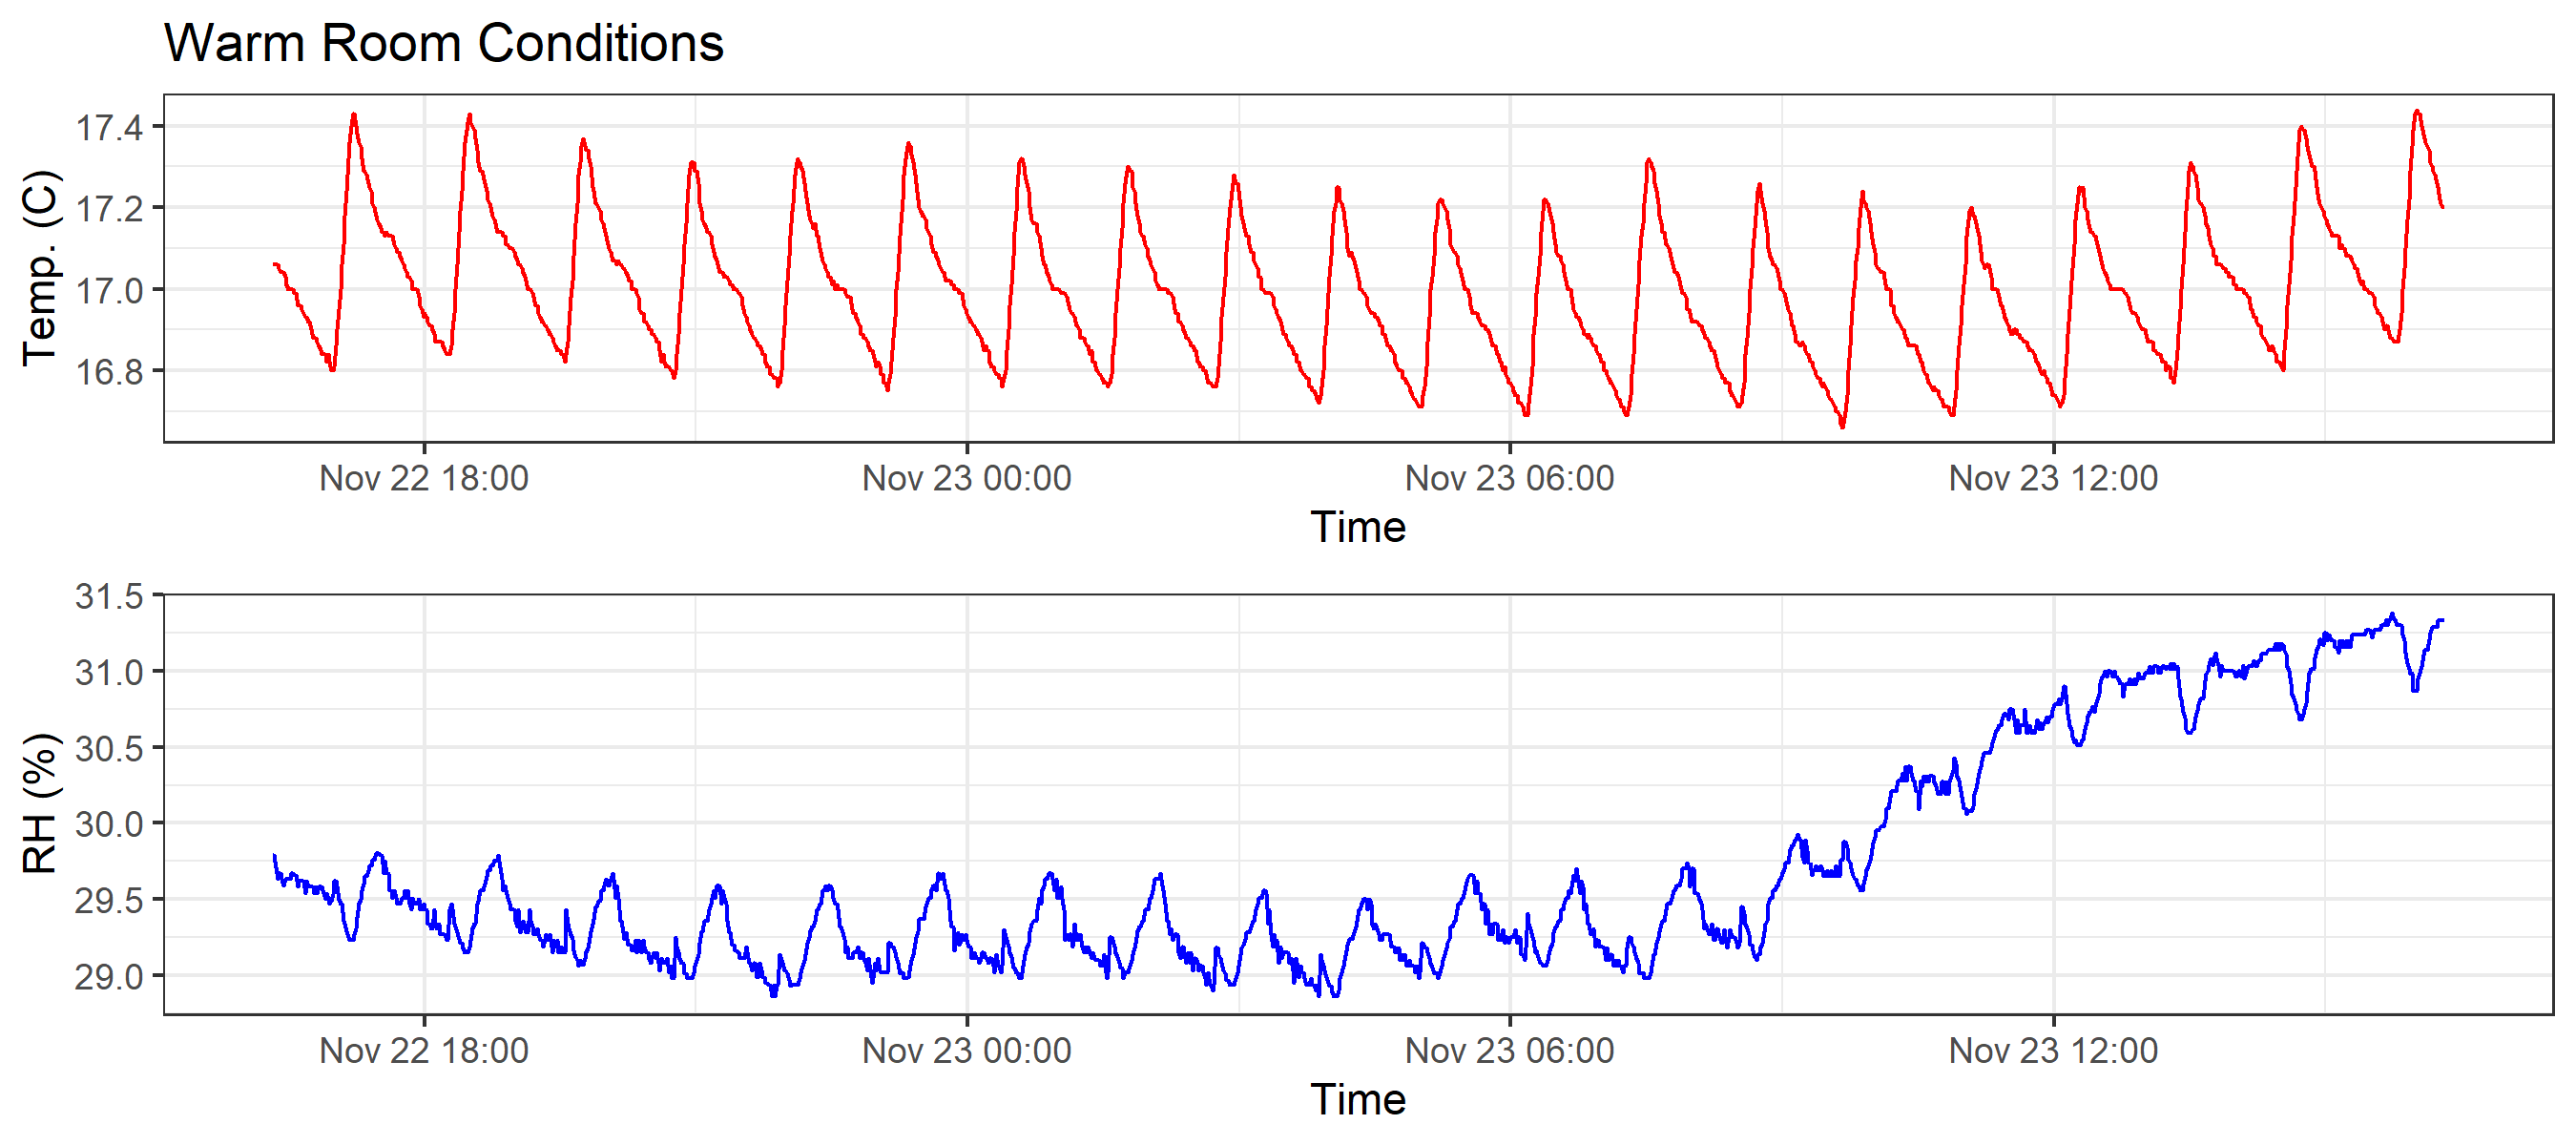 Warm Room Conditions
Temp. (C)
17.4
17.2
17.0
16.8
Nov 22 18:00 Nov 23 00:00 Nov 23 06:00 Nov 23 12:00
Time
RH (%)
31.5
31.0
30.5
30.0
29.5
29.0
Nov 22 18:00 Nov 23 00:00 Nov 23 06:00 Nov 23 12:00
Time